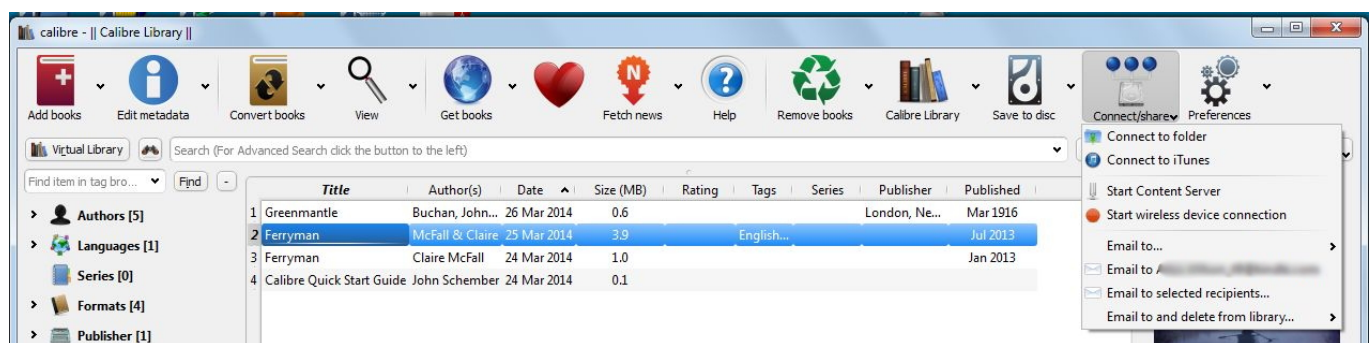 calibre - || Calibre Library ||
Add books Edit metadata Convert books View Get books Fetch news Help Remove books Calibre Library Save to disc Connect/share Preferences
Virtual Library Search (For Advanced Search click the button to the left)
Find item in tag bro... Find -
Title Author(s) Date Size (MB) Rating Tags Series Publisher Published
1 Greenmantle Buchan, John... 26 Mar 2014 0.6 London, Ne... Mar 1916
2 Ferryman McFall & Claire 25 Mar 2014 3.9 English... Jul 2013
3 Ferryman Claire McFall 24 Mar 2014 1.0 Jan 2013
4 Calibre Quick Start Guide John Schember 24 Mar 2014 0.1
Authors [5]
Languages [1]
Series [0]
Formats [4]
Publisher [1]
Connect to folder
Connect to iTunes
Start Content Server
Start wireless device connection
Email to...
Email to
Email to selected recipients...
Email to and delete from library...